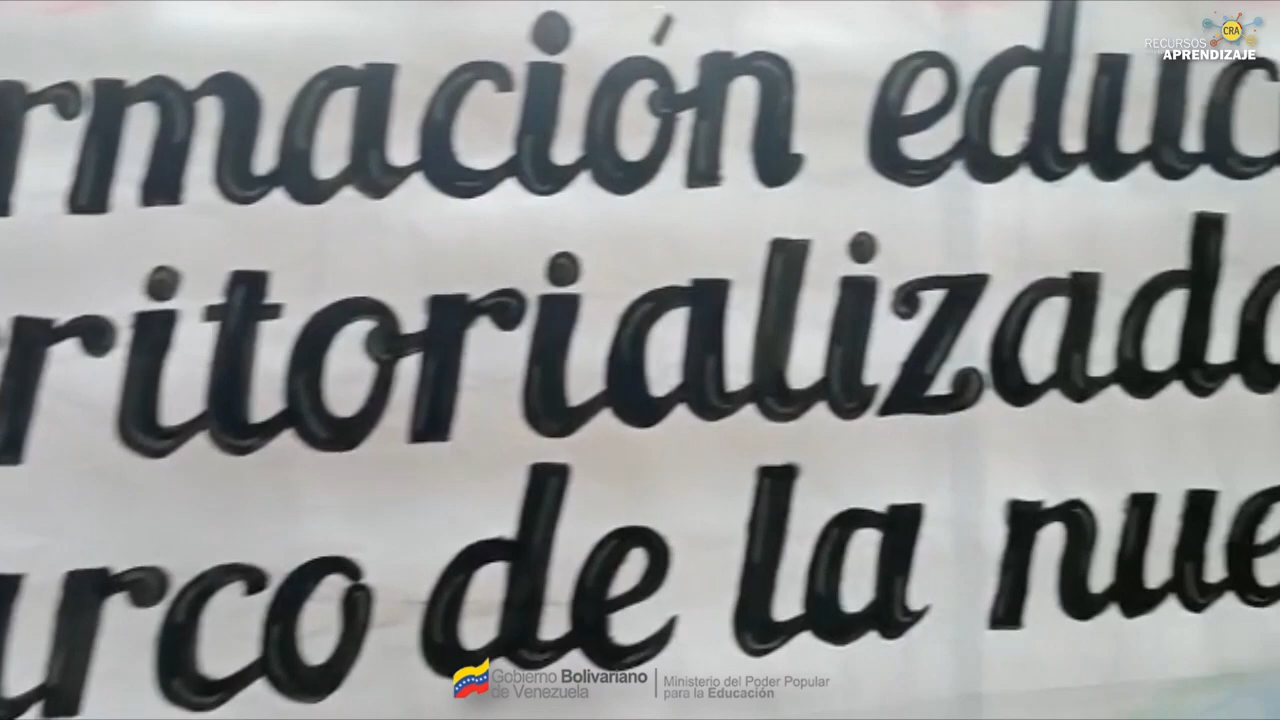 RECURSOS CRA
APRENDIZAJE
rmación educ
ritorializado
arco de la nue
Gobierno Bolivariano
de Venezuela
Ministerio del Poder Popular
para la Educación